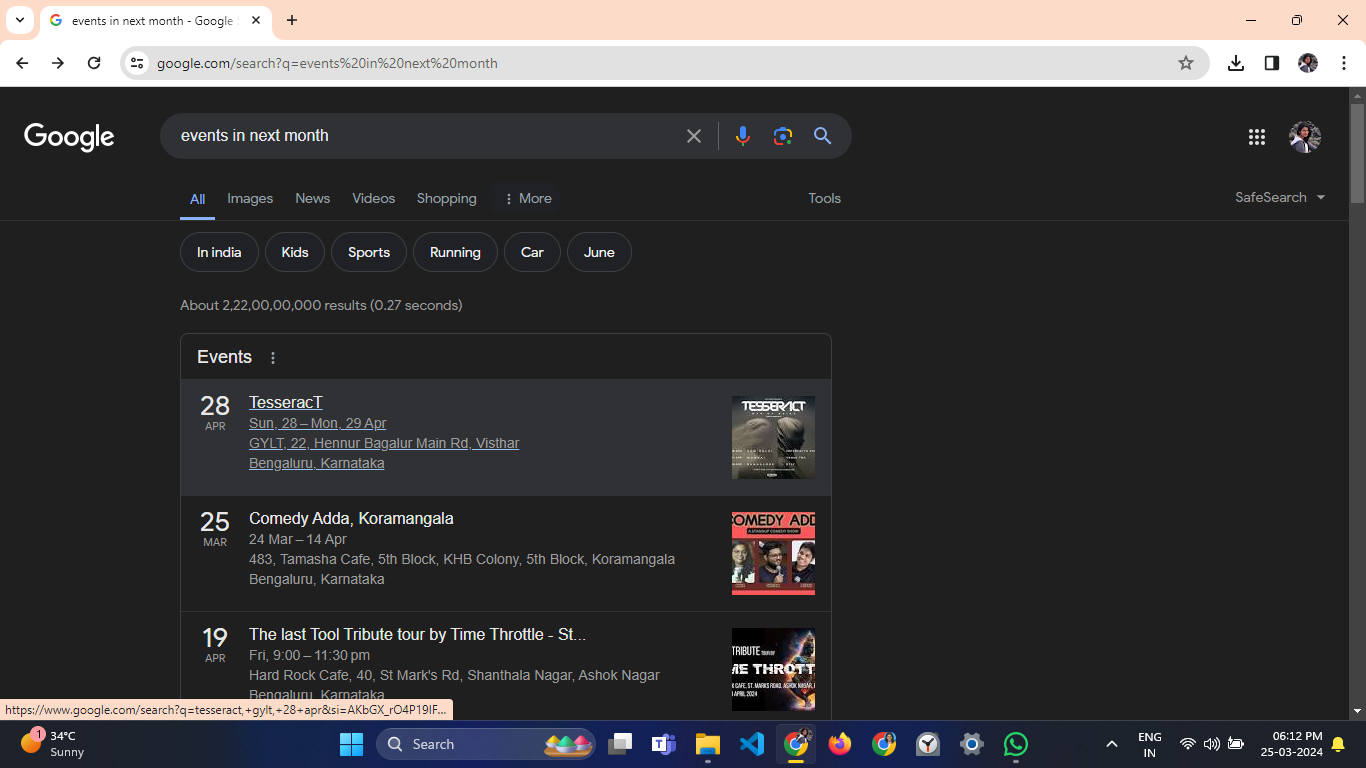 events in next month - Google
google.com/search?q=events%20in%20next%20month
Google
events in next month
All Images News Videos Shopping More Tools SafeSearch
In india Kids Sports Running Car June
About 2,22,00,00,000 results (0.27 seconds)
Events
28 APR
TesseracT
Sun, 28 – Mon, 29 Apr
GYLT, 22, Hennur Bagalur Main Rd, Visthar
Bengaluru, Karnataka
TESSERACT
25 MAR
Comedy Adda, Koramangala
24 Mar – 14 Apr
483, Tamasha Cafe, 5th Block, KHB Colony, 5th Block, Koramangala
Bengaluru, Karnataka
COMEDY ADD
A STANDUP COMEDY SHOW
19 APR
The last Tool Tribute tour by Time Throttle - St...
Fri, 9:00 – 11:30 pm
Hard Rock Cafe, 40, St Mark's Rd, Shanthala Nagar, Ashok Nagar
Bengaluru, Karnataka
TRIBUTE TOUR BY
ME THROTT
https://www.google.com/search?q=tesseract,+gylt,+28+apr&si=AKbGX_rO4P19IF...
1
34°C
Sunny
Search
ENG
IN
06:12 PM
25-03-2024